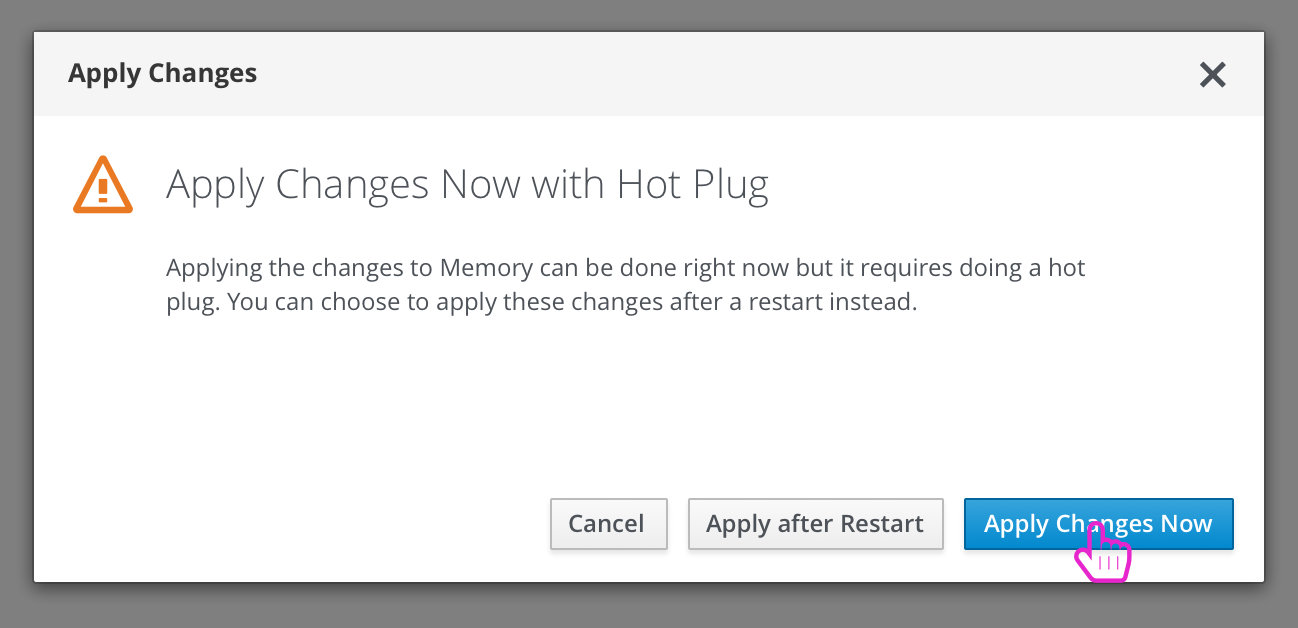 Apply Changes
Apply Changes Now with Hot Plug
Applying the changes to Memory can be done right now but it requires doing a hot
plug. You can choose to apply these changes after a restart instead.
Cancel
Apply after Restart
Apply Changes Now